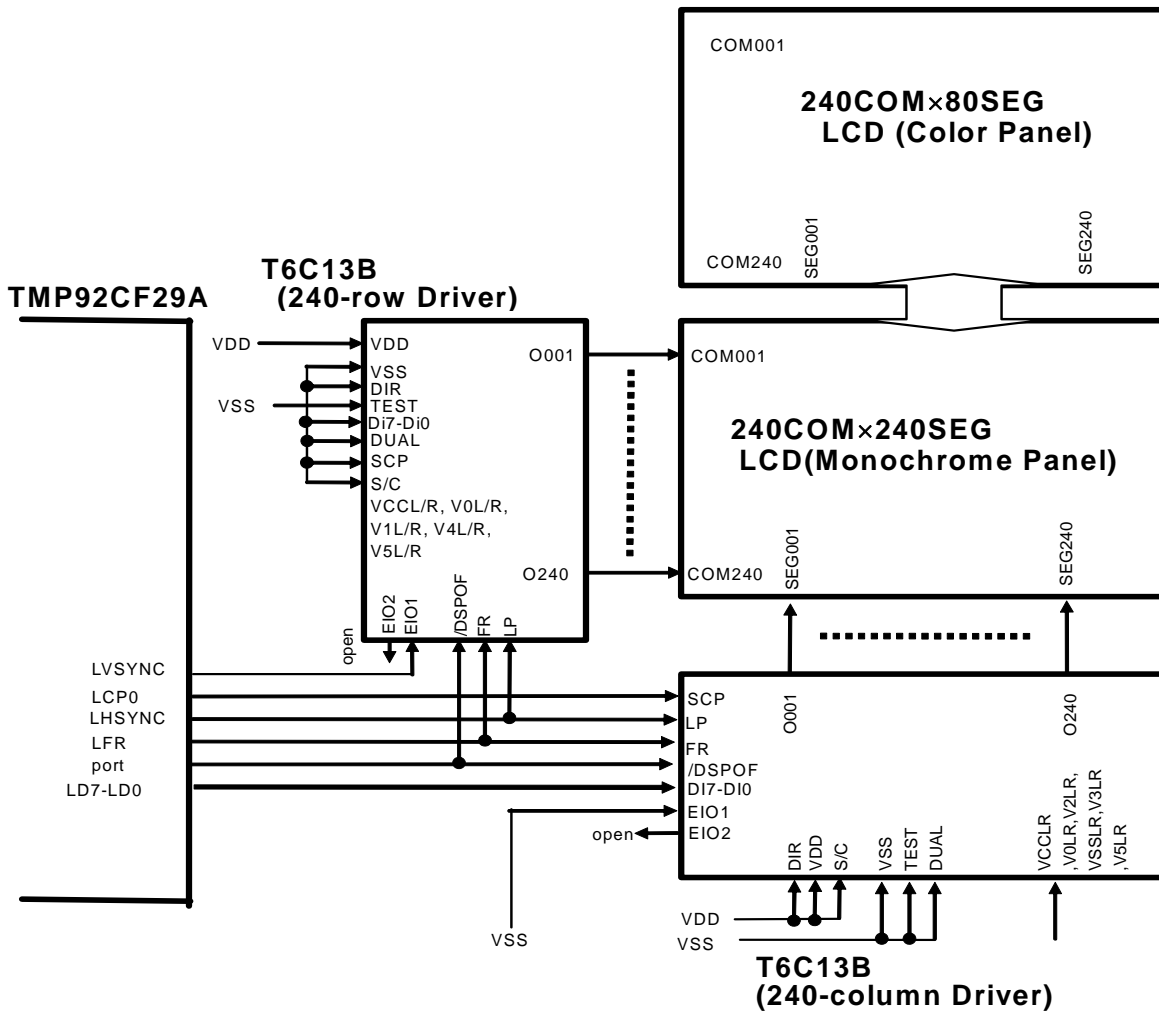 COM001
240COM×80SEG
LCD (Color Panel)
COM240
SEG001
SEG240
T6C13B
(240-row Driver)
TMP92CF29A
VDD
VSS
VDD
VSS
DIR
TEST
Di7-Di0
DUAL
SCP
S/C
VCCL/R, V0L/R,
V1L/R, V4L/R,
V5L/R
O001
O240
open
EIO2
EIO1
/DSPOF
FR
LP
COM001
240COM×240SEG
LCD(Monochrome Panel)
COM240
SEG001
SEG240
LVSYNC
LCP0
LHSYNC
LFR
port
LD7-LD0
SCP
LP
FR
/DSPOF
DI7-DI0
EIO1
EIO2
open
O001
O240
DIR
VDD
S/C
VSS
TEST
DUAL
VCCLR
,V0LR,V2LR,
VSSLR,V3LR
,V5LR
VDD
VSS
VSS
T6C13B
(240-column Driver)